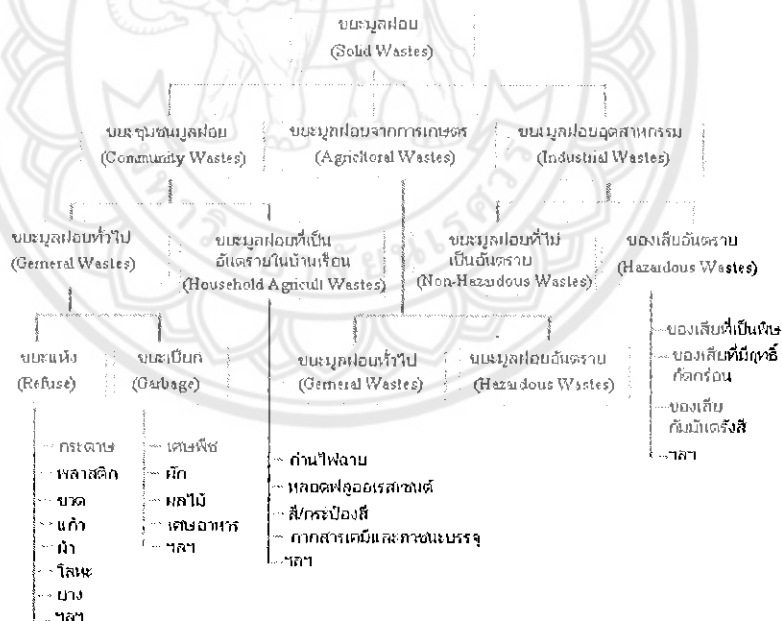 ขยะมูลฝอย
(Solid Wastes)
ขยะชุมชนมูลฝอย
(Community Wastes)
ขยะมูลฝอยจากการเกษตร
(Agricltoral Wastes)
ขยะมูลฝอยอุตสาหกรรม
(Industrial Wastes)
ขยะมูลฝอยทั่วไป
(Gerneral Wastes)
ขยะมูลฝอยที่เป็น
อันตรายในบ้านเรือน
(Household Agricult Wastes)
ขยะมูลฝอยที่ไม่
เป็นอันตราย
(Non-Hazardous Wastes)
ของเสียอันตราย
(Hazardous Wastes)
ขยะแห้ง
(Refuse)
ขยะเปียก
(Garbage)
ขยะมูลฝอยทั่วไป
(Gerneral Wastes)
ขยะมูลฝอยอันตราย
(Hazardous Wastes)
ของเสียที่เป็นพิษ
ของเสียที่มีฤทธิ์
กัดกร่อน
ของเสีย
กัมมันตรังสี
ฯลฯ
กระดาษ
พลาสติก
ขวด
แก้ว
ผ้า
โลหะ
ยาง
ฯลฯ
เศษพืช
ผัก
ผลไม้
เศษอาหาร
ฯลฯ
ถ่านไฟฉาย
หลอดฟลูออเรสเซนต์
สี/กระป๋องสี
กากสารเคมีและภาชนะบรรจุ
ฯลฯ